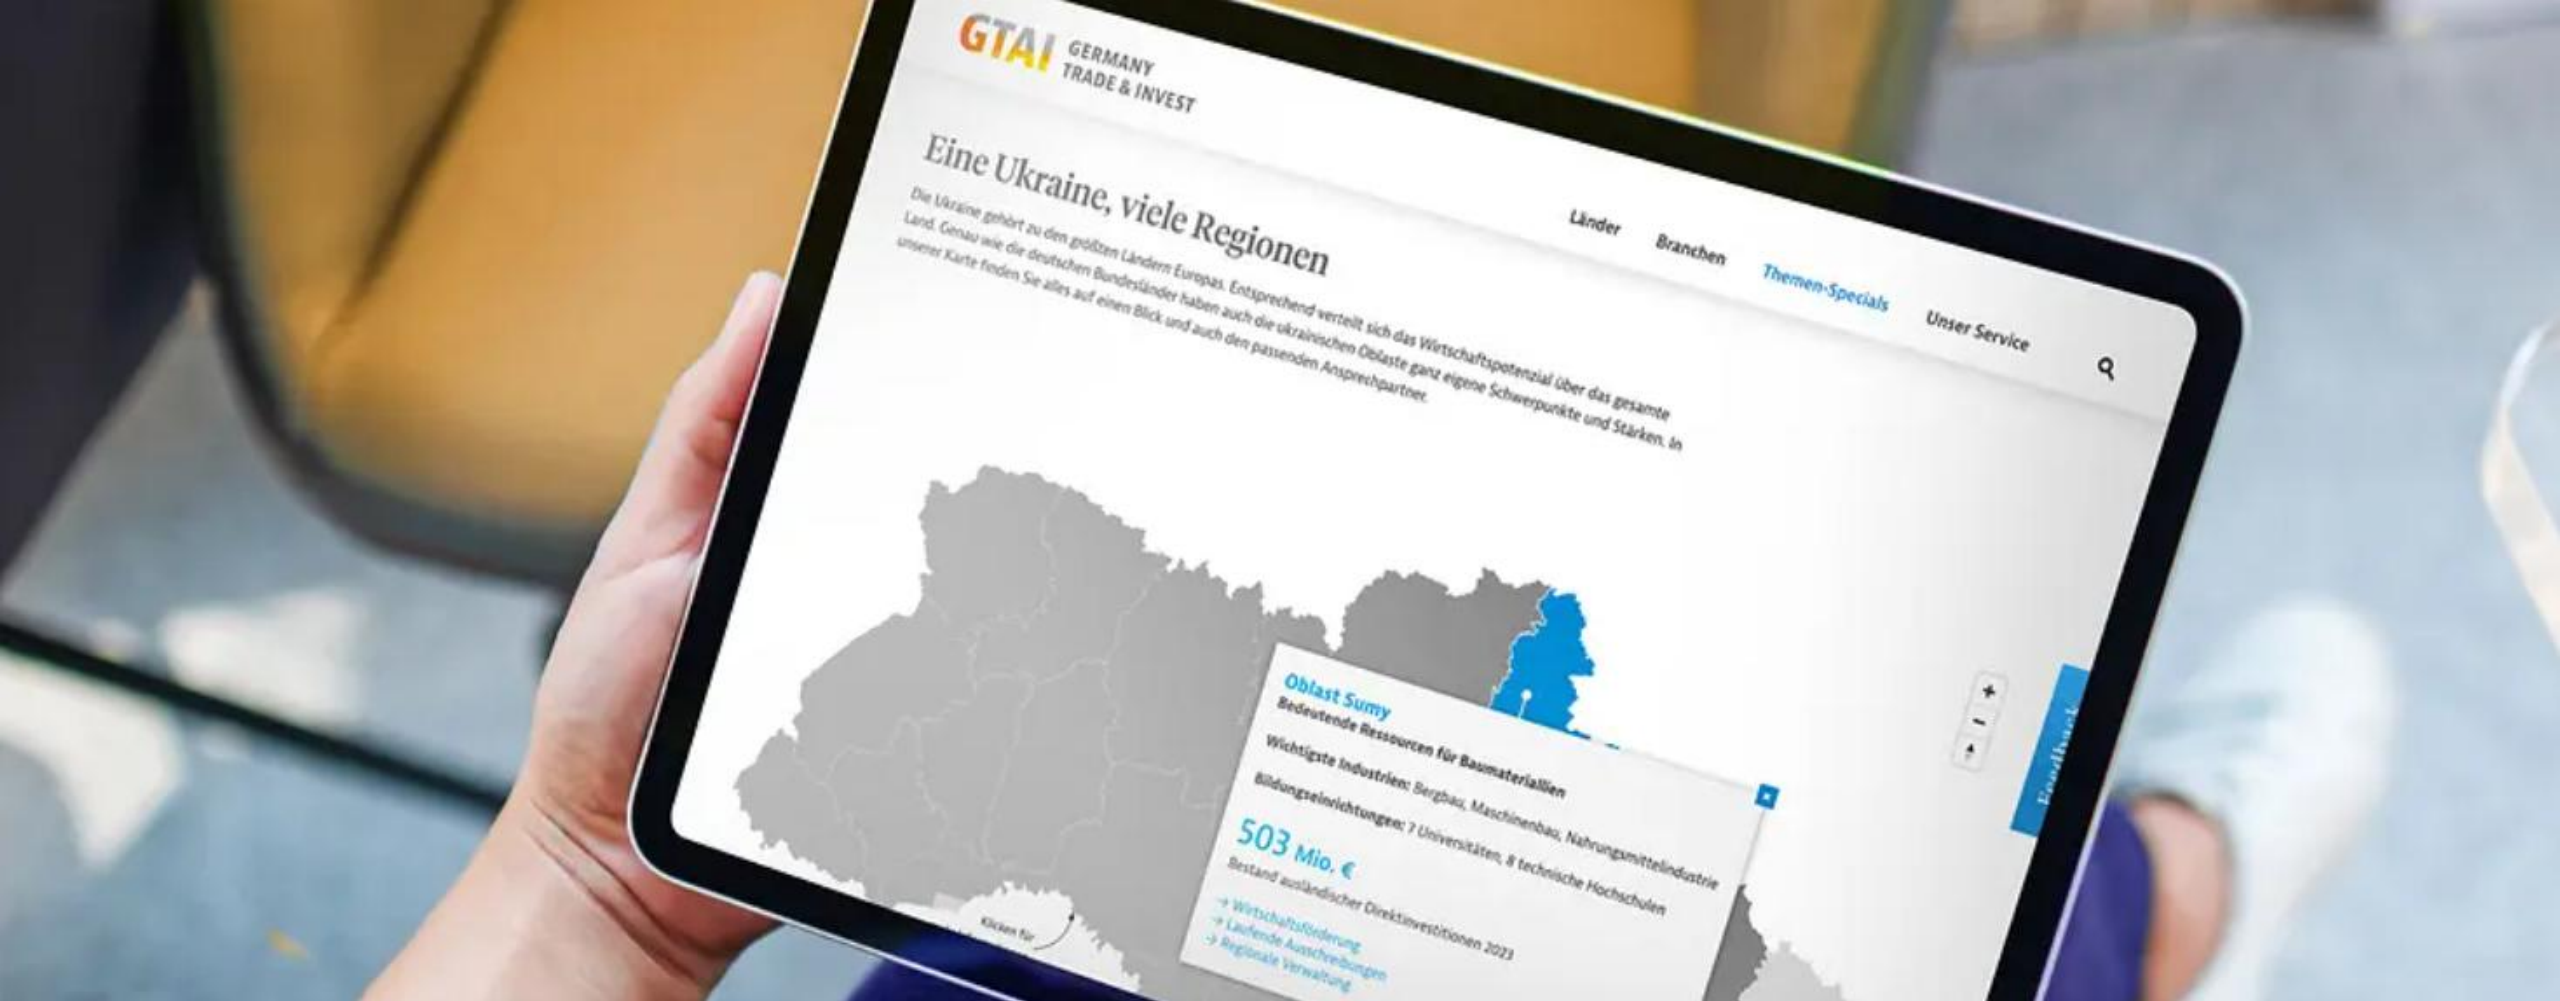 GTAI GERMANY
TRADE & INVEST
Länder Branchen Themen-Specials Unser Service
Eine Ukraine, viele Regionen
Die Ukraine gehört zu den größten Ländern Europas. Entsprechend verteilt sich das Wirtschaftspotenzial über das gesamte
Land. Genau wie die deutschen Bundesländer haben auch die ukrainischen Oblaste ganz eigene Schwerpunkte und Stärken. In
unserer Karte finden Sie alles auf einen Blick und auch den passenden Ansprechpartner.
Oblast Sumy
Bedeutende Ressourcen für Baumateriallien
Wichtigste Industrien: Bergbau, Maschinenbau, Nahrungsmittelindustrie
Bildungseinrichtungen: 7 Universitäten, 8 technische Hochschulen
503 Mio. €
Bestand ausländischer Direktinvestitionen 2023
→ Wirtschaftsförderung
→ Laufende Ausschreibungen
→ Regionale Verwaltung
Klicken für
+
−
Feedback